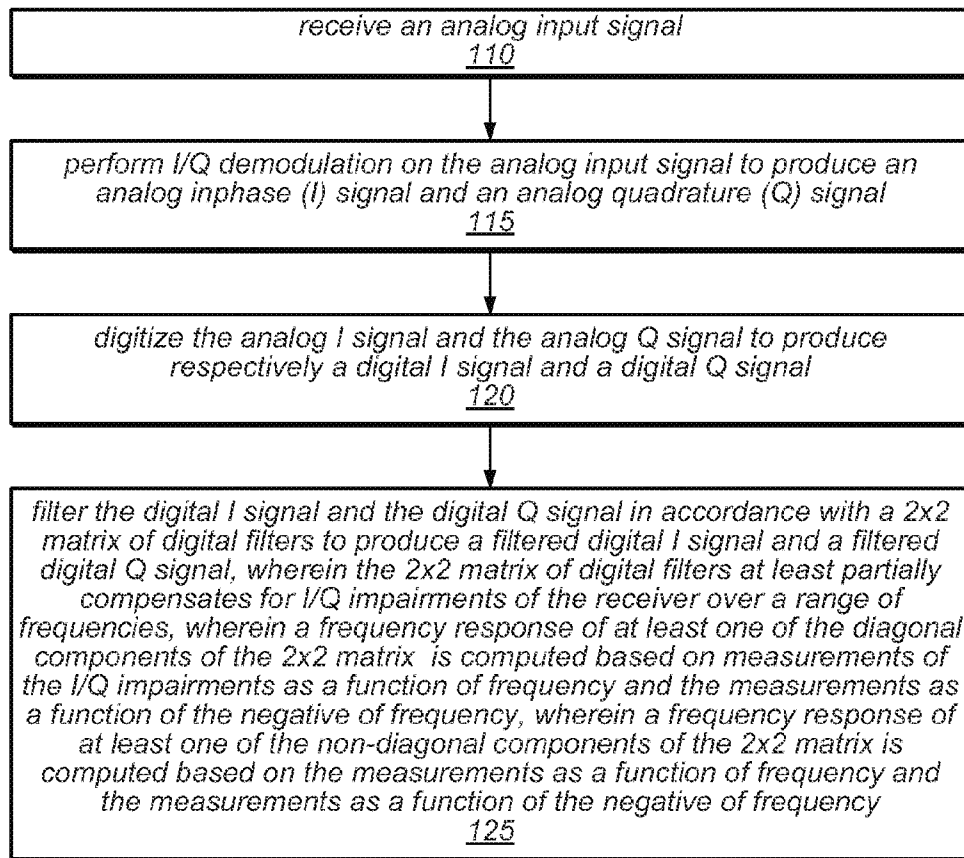 receive an analog input signal
110
perform I/Q demodulation on the analog input signal to produce an
analog inphase (I) signal and an analog quadrature (Q) signal
115
digitize the analog I signal and the analog Q signal to produce
respectively a digital I signal and a digital Q signal
120
filter the digital I signal and the digital Q signal in accordance with a 2x2
matrix of digital filters to produce a filtered digital I signal and a filtered
digital Q signal, wherein the 2x2 matrix of digital filters at least partially
compensates for I/Q impairments of the receiver over a range of
frequencies, wherein a frequency response of at least one of the diagonal
components of the 2x2 matrix is computed based on measurements of
the I/Q impairments as a function of frequency and the measurements as
a function of the negative of frequency, wherein a frequency response of
at least one of the non-diagonal components of the 2x2 matrix is
computed based on the measurements as a function of frequency and
the measurements as a function of the negative of frequency
125